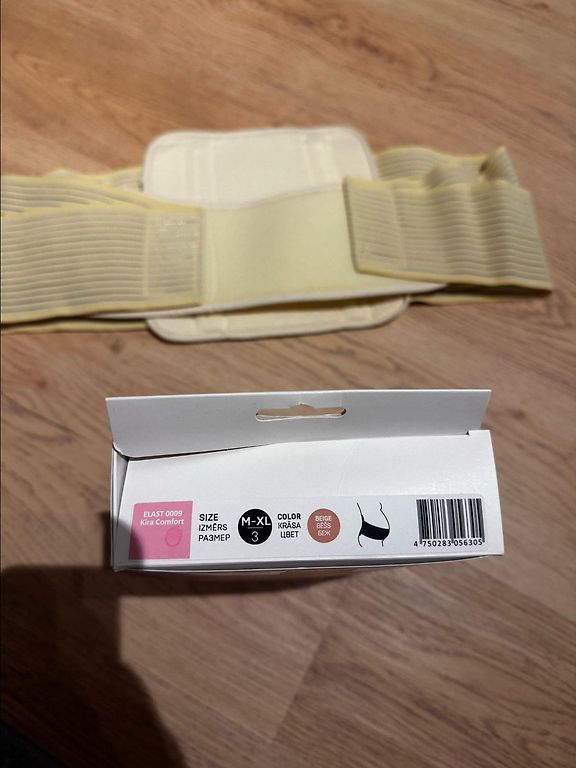 ELAST 0009
Kira Comfort
SIZE
IZMĒRS
РАЗМЕР
M-XL
3
COLOR
KRĀSA
ЦВЕТ
BEIGE
BĒŠS
БЕЖ
4 750283 056305